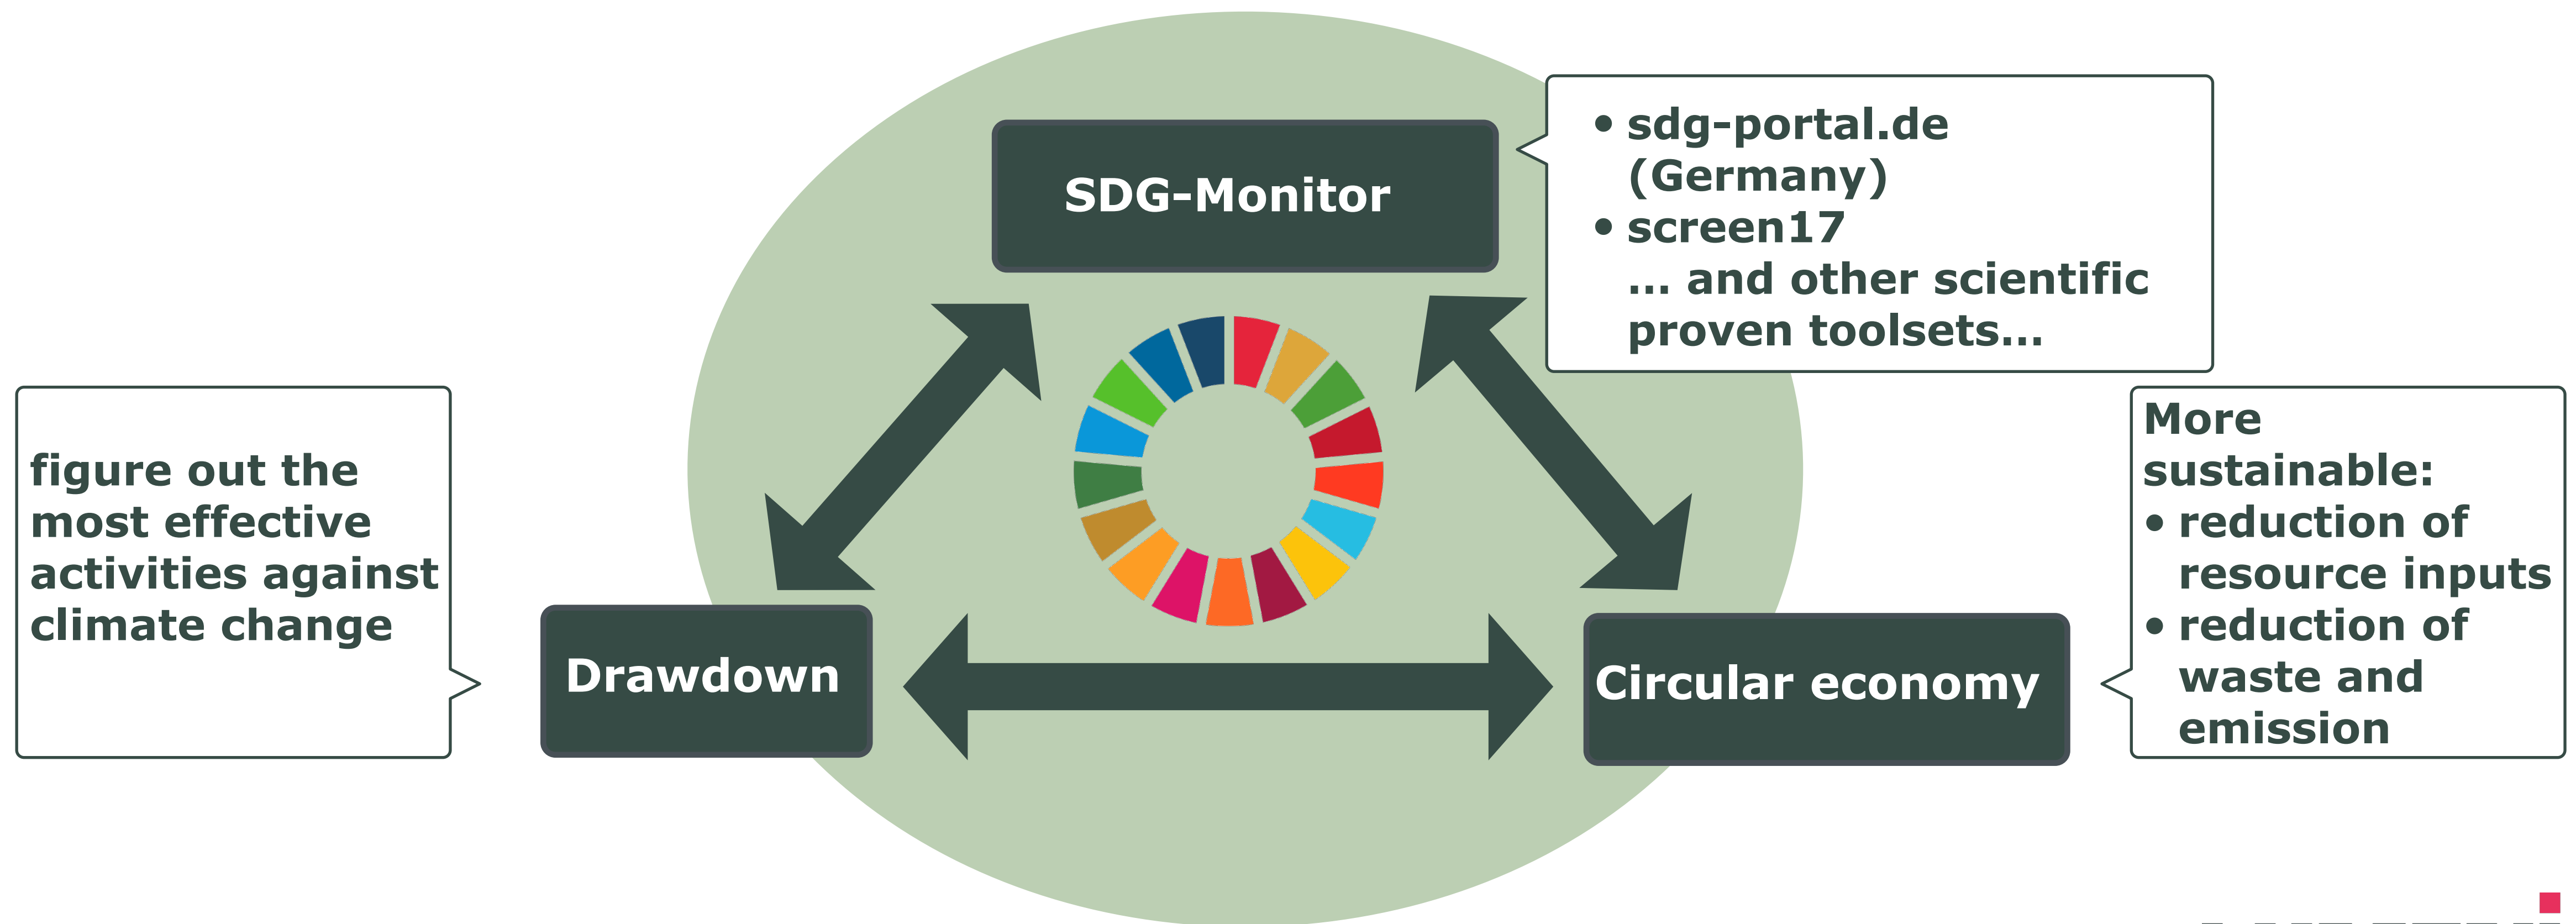 SDG-Monitor
• sdg-portal.de
(Germany)
• screen17
... and other scientific
proven toolsets...
figure out the
most effective
activities against
climate change
More
sustainable:
• reduction of
resource inputs
• reduction of
waste and
emission
Drawdown
Circular economy